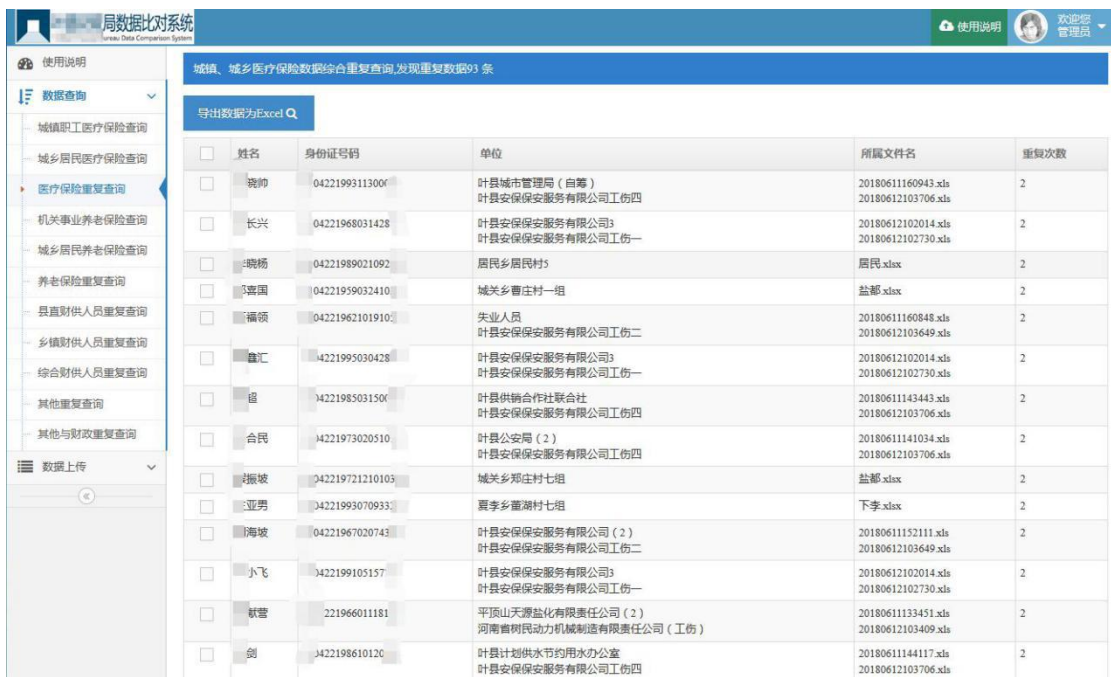 局数据比对系统
ureau Data Comparison System
使用说明
欢迎您
管理员
使用说明
数据查询
城镇职工医疗保险查询
城乡居民医疗保险查询
医疗保险重复查询
机关事业养老保险查询
城乡居民养老保险查询
养老保险重复查询
县直财供人员重复查询
乡镇财供人员重复查询
综合财供人员重复查询
其他重复查询
其他与财政重复查询
数据上传
城镇、城乡医疗保险数据综合重复查询,发现重复数据93 条
导出数据为Excel
姓名 身份证号码 单位 所属文件名 重复次数
晓帅 叶县城市管理局(自筹) 20180611160943.xls 2
叶县安保保安服务有限公司工伤四 20180612103706.xls
长兴 叶县安保保安服务有限公司3 20180612102014.xls 2
叶县安保保安服务有限公司工伤一 20180612102730.xls
晓杨 居民乡居民村5 居民.xlsx 2
喜国 城关乡曹庄村一组 盐都.xlsx 2
福领 失业人员 20180611160848.xls 2
叶县安保保安服务有限公司工伤二 20180612103649.xls
鑫汇 叶县安保保安服务有限公司3 20180612102014.xls 2
叶县安保保安服务有限公司工伤一 20180612102730.xls
叶县供销合作社联合社 20180611143443.xls 2
叶县安保保安服务有限公司工伤四 20180612103706.xls
合民 叶县公安局(2) 20180611141034.xls 2
叶县安保保安服务有限公司工伤四 20180612103706.xls
振坡 城关乡郑庄村七组 盐都.xlsx 2
亚男 夏李乡董湖村七组 下李.xlsx 2
海坡 叶县安保保安服务有限公司(2) 20180611152111.xls 2
叶县安保保安服务有限公司工伤二 20180612103649.xls
小飞 叶县安保保安服务有限公司3 20180612102014.xls 2
叶县安保保安服务有限公司工伤一 20180612102730.xls
献营 平顶山天源盐化有限责任公司(2) 20180611133451.xls 2
河南省树民动力机械制造有限责任公司(工伤) 20180612103409.xls
剑 叶县计划供水节约用水办公室 20180611144117.xls 2
叶县安保保安服务有限公司工伤四 20180612103706.xls